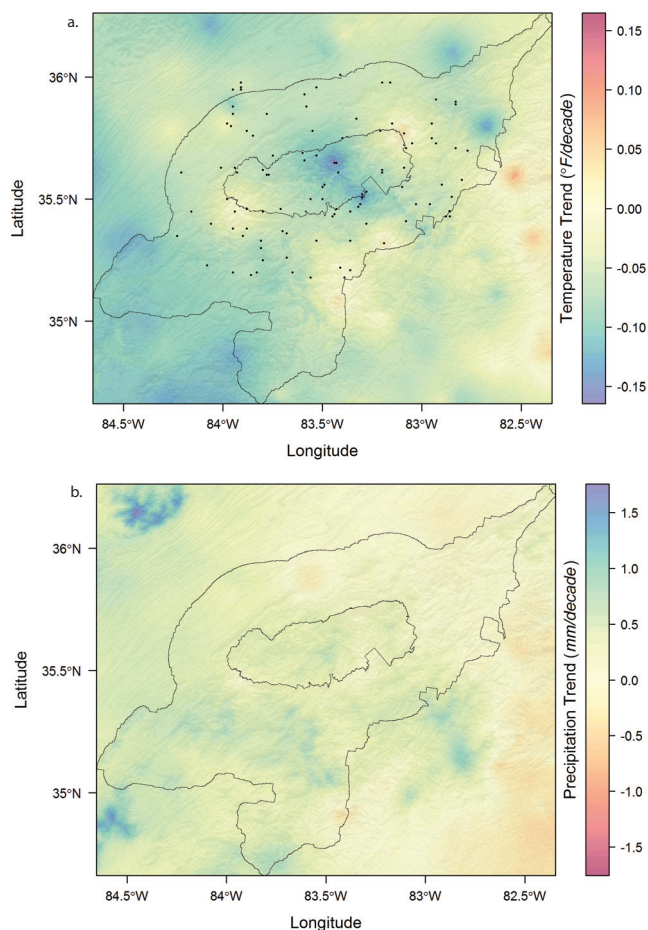 a.
36°N
35.5°N
35°N
Latitude
84.5°W 84°W 83.5°W 83°W 82.5°W
Longitude
0.15
0.10
0.05
0.00
-0.05
-0.10
-0.15
Temperature Trend (°F/decade)
b.
36°N
35.5°N
35°N
Latitude
84.5°W 84°W 83.5°W 83°W 82.5°W
Longitude
1.5
1.0
0.5
0.0
-0.5
-1.0
-1.5
Precipitation Trend (mm/decade)